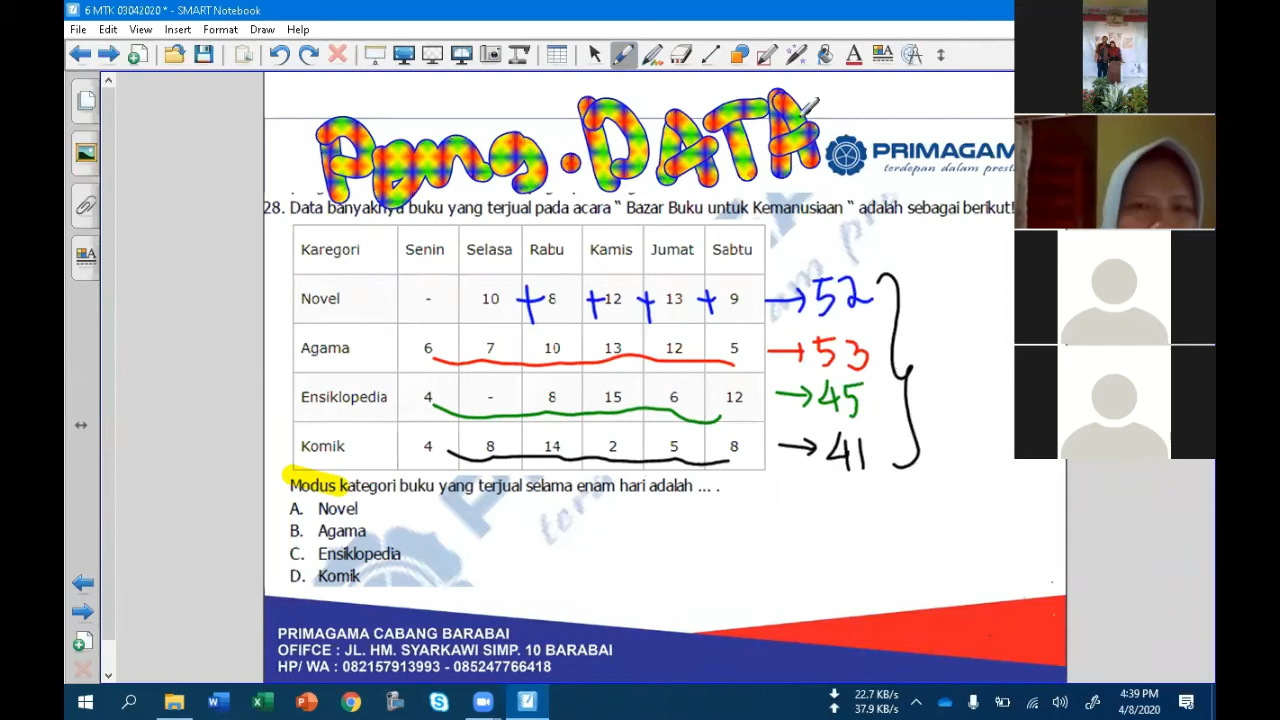 6 MTK 03042020 * - SMART Notebook
File Edit View Insert Format Draw Help
Peng. DATA
PRIMAGAM
terdepan dalam prest
28. Data banyaknya buku yang terjual pada acara " Bazar Buku untuk Kemanusiaan " adalah sebagai berikut!
Karegori Senin Selasa Rabu Kamis Jumat Sabtu
Novel - 10 + 8 + 12 + 13 + 9 → 52
Agama 6 7 10 13 12 5 → 53
Ensiklopedia 4 - 8 15 6 12 → 45
Komik 4 8 14 2 5 8 → 41
Modus kategori buku yang terjual selama enam hari adalah ... .
A. Novel
B. Agama
C. Ensiklopedia
D. Komik
PRIMAGAMA CABANG BARABAI
OFIFCE : JL. HM. SYARKAWI SIMP. 10 BARABAI
HP/ WA : 082157913993 - 085247766418
22.7 KB/s
37.9 KB/s
4:39 PM
4/8/2020